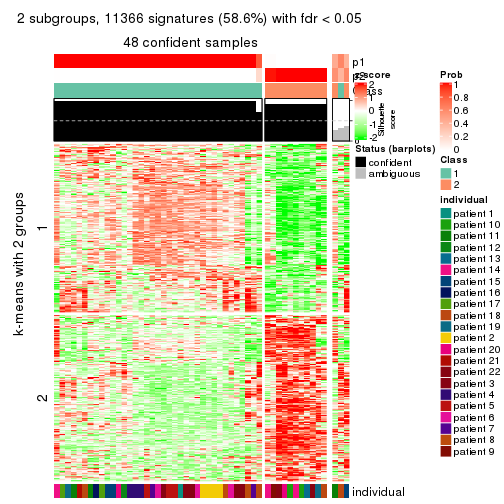 2 subgroups, 11366 signatures (58.6%) with fdr < 0.05
48 confident samples
p1
p2
Class
z-score
2
1
0
-1
-2
Silhouette
score
Status (barplots)
confident
ambiguous
Prob
1
0.8
0.6
0.4
0.2
0
Class
1
2
individual
patient 1
patient 10
patient 11
patient 12
patient 13
patient 14
patient 15
patient 16
patient 17
patient 18
patient 19
patient 2
patient 20
patient 21
patient 22
patient 3
patient 4
patient 5
patient 6
patient 7
patient 8
patient 9
k-means with 2 groups
1
2
individual